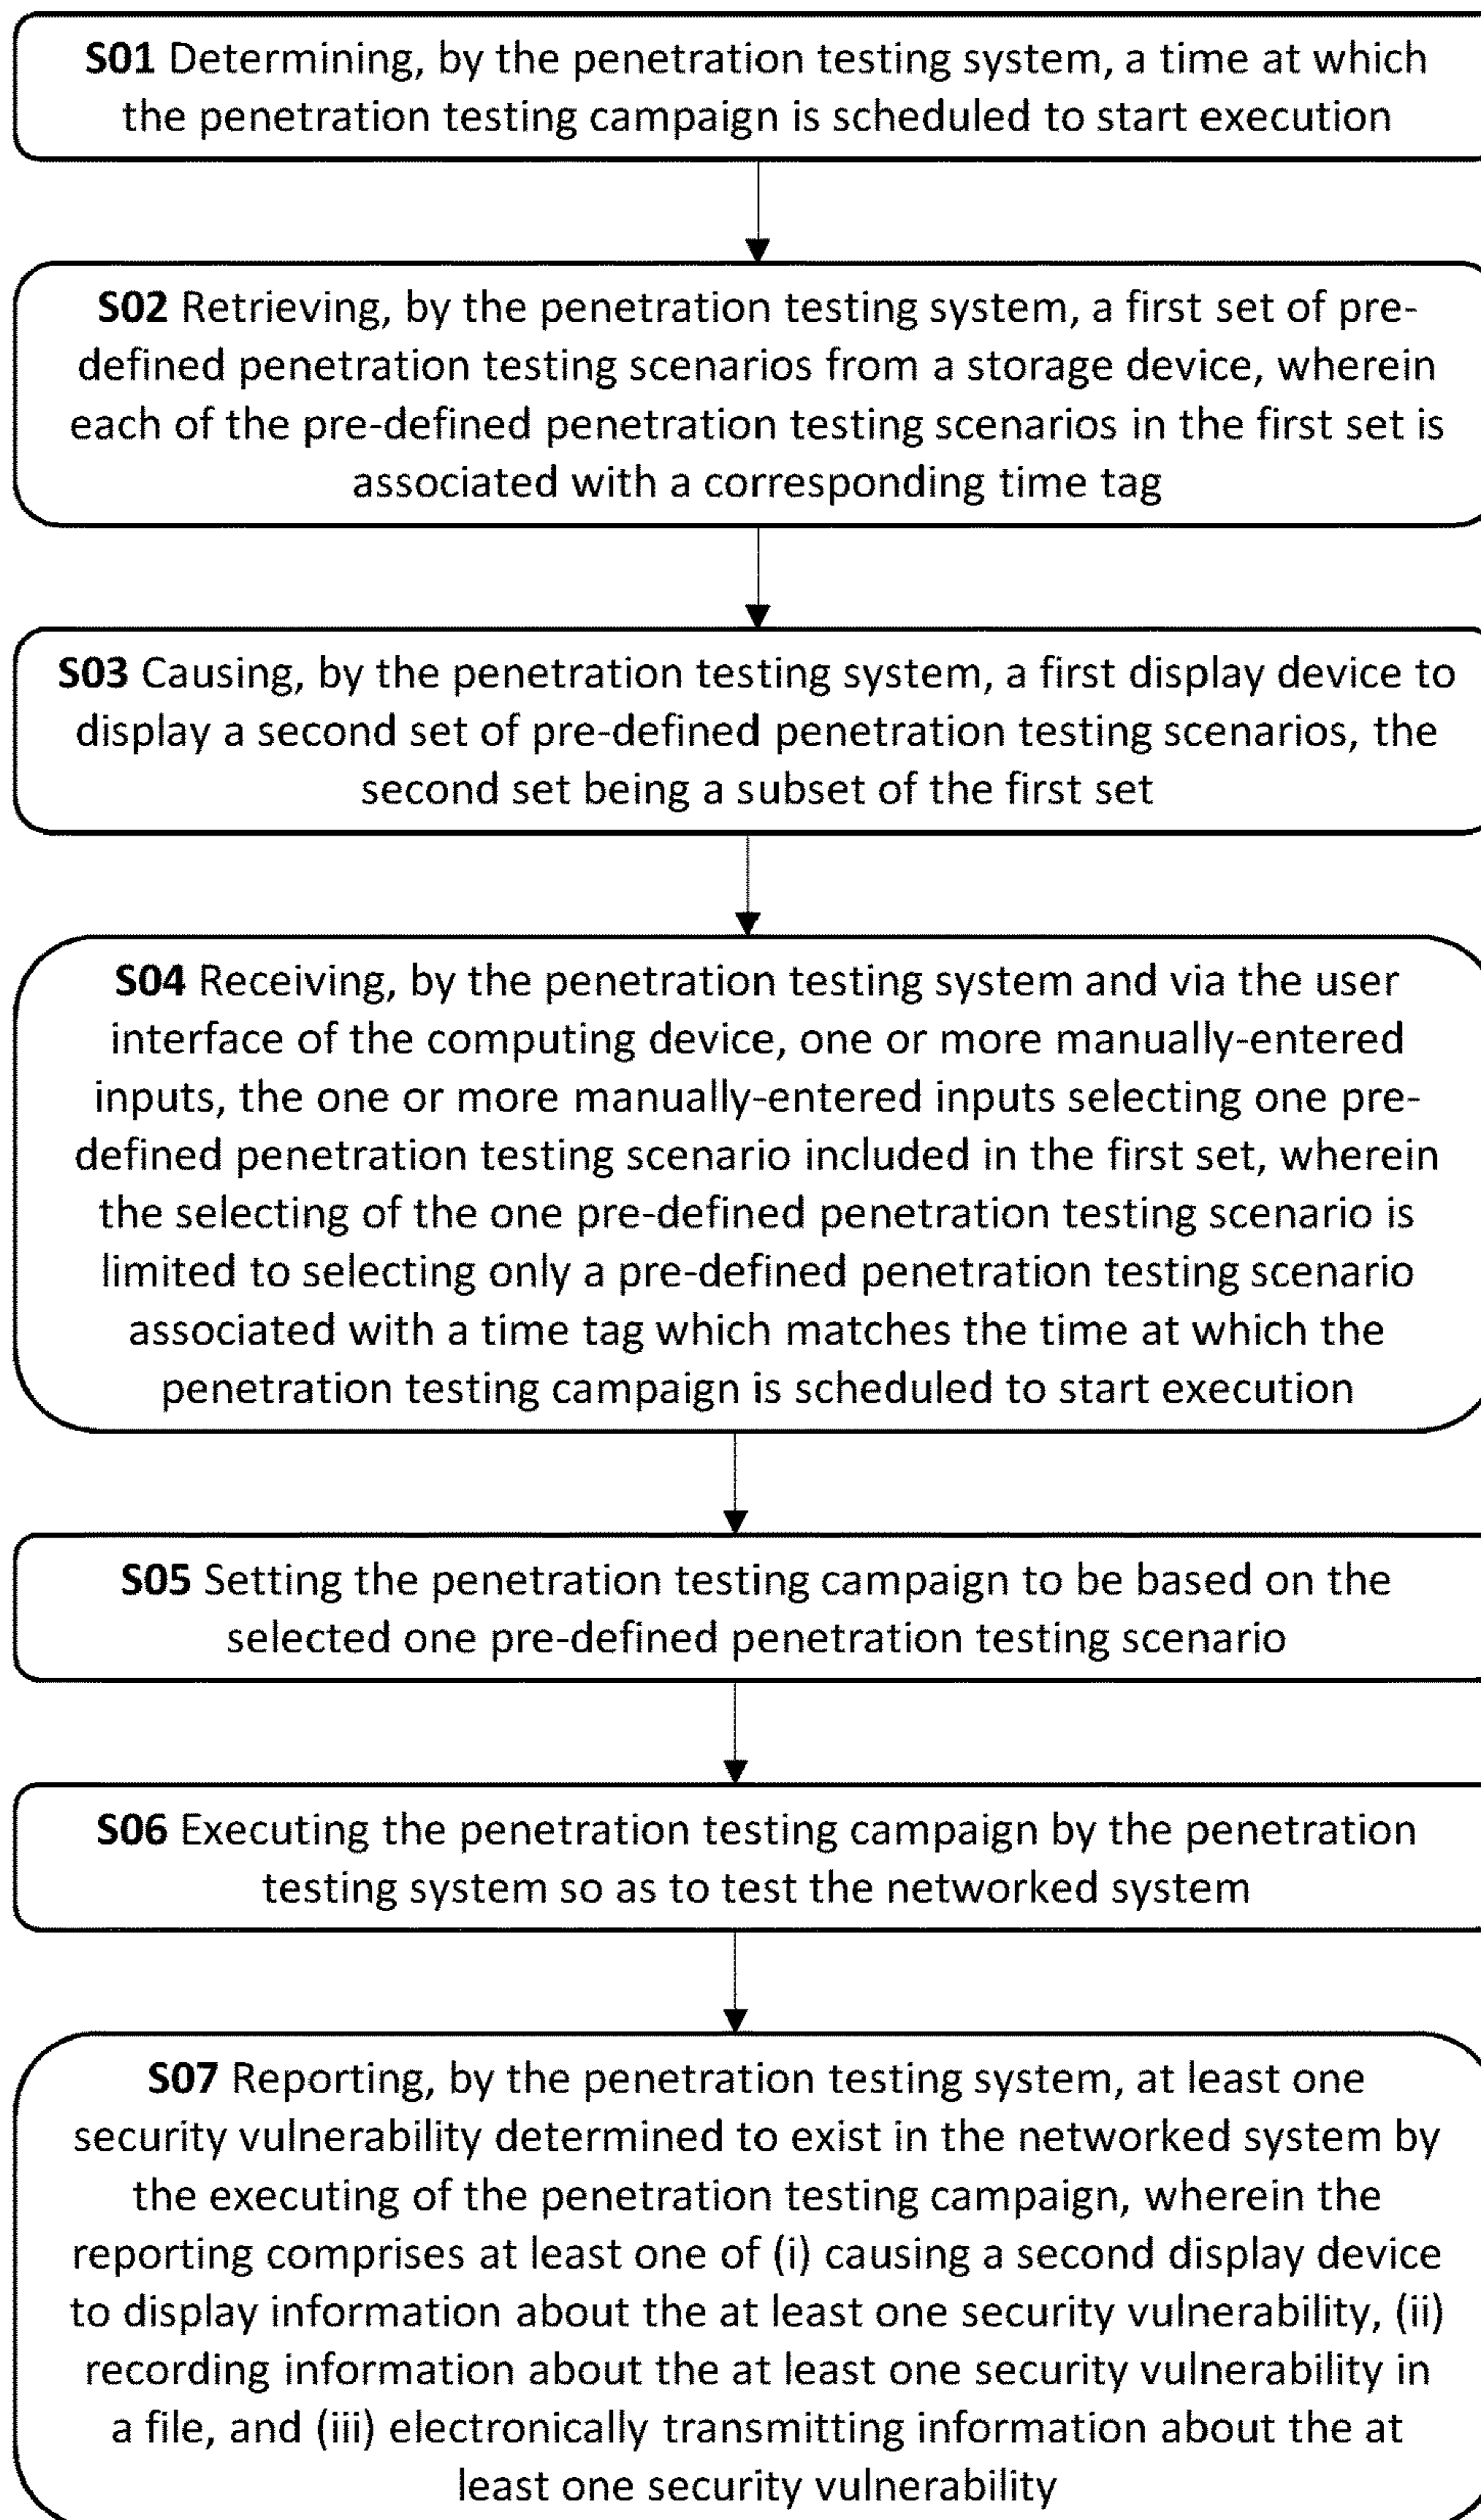 S01 Determining, by the penetration testing system, a time at which
the penetration testing campaign is scheduled to start execution
S02 Retrieving, by the penetration testing system, a first set of pre-
defined penetration testing scenarios from a storage device, wherein
each of the pre-defined penetration testing scenarios in the first set is
associated with a corresponding time tag
S03 Causing, by the penetration testing system, a first display device to
display a second set of pre-defined penetration testing scenarios, the
second set being a subset of the first set
S04 Receiving, by the penetration testing system and via the user
interface of the computing device, one or more manually-entered
inputs, the one or more manually-entered inputs selecting one pre-
defined penetration testing scenario included in the first set, wherein
the selecting of the one pre-defined penetration testing scenario is
limited to selecting only a pre-defined penetration testing scenario
associated with a time tag which matches the time at which the
penetration testing campaign is scheduled to start execution
S05 Setting the penetration testing campaign to be based on the
selected one pre-defined penetration testing scenario
S06 Executing the penetration testing campaign by the penetration
testing system so as to test the networked system
S07 Reporting, by the penetration testing system, at least one
security vulnerability determined to exist in the networked system by
the executing of the penetration testing campaign, wherein the
reporting comprises at least one of (i) causing a second display device
to display information about the at least one security vulnerability, (ii)
recording information about the at least one security vulnerability in
a file, and (iii) electronically transmitting information about the at
least one security vulnerability